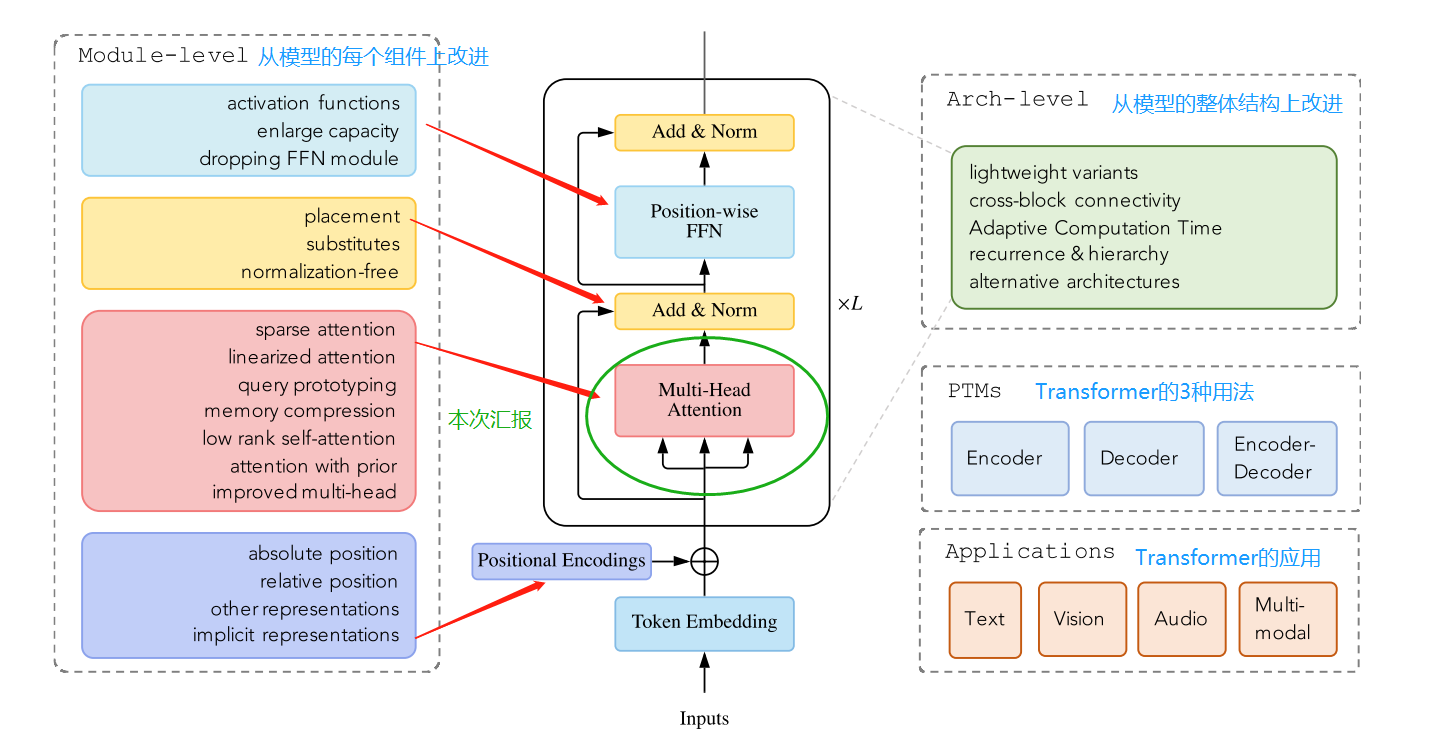 Module-level 从模型的每个组件上改进
activation functions
enlarge capacity
dropping FFN module
placement
substitutes
normalization-free
sparse attention
linearized attention
query prototyping
memory compression
low rank self-attention
attention with prior
improved multi-head
absolute position
relative position
other representations
implicit representations
Add & Norm
Position-wise
FFN
Add & Norm
×L
Multi-Head
Attention
本次汇报
Positional Encodings
Token Embedding
Inputs
Arch-level 从模型的整体结构上改进
lightweight variants
cross-block connectivity
Adaptive Computation Time
recurrence & hierarchy
alternative architectures
PTMs Transformer的3种用法
Encoder
Decoder
Encoder-
Decoder
Applications Transformer的应用
Text
Vision
Audio
Multi-
modal